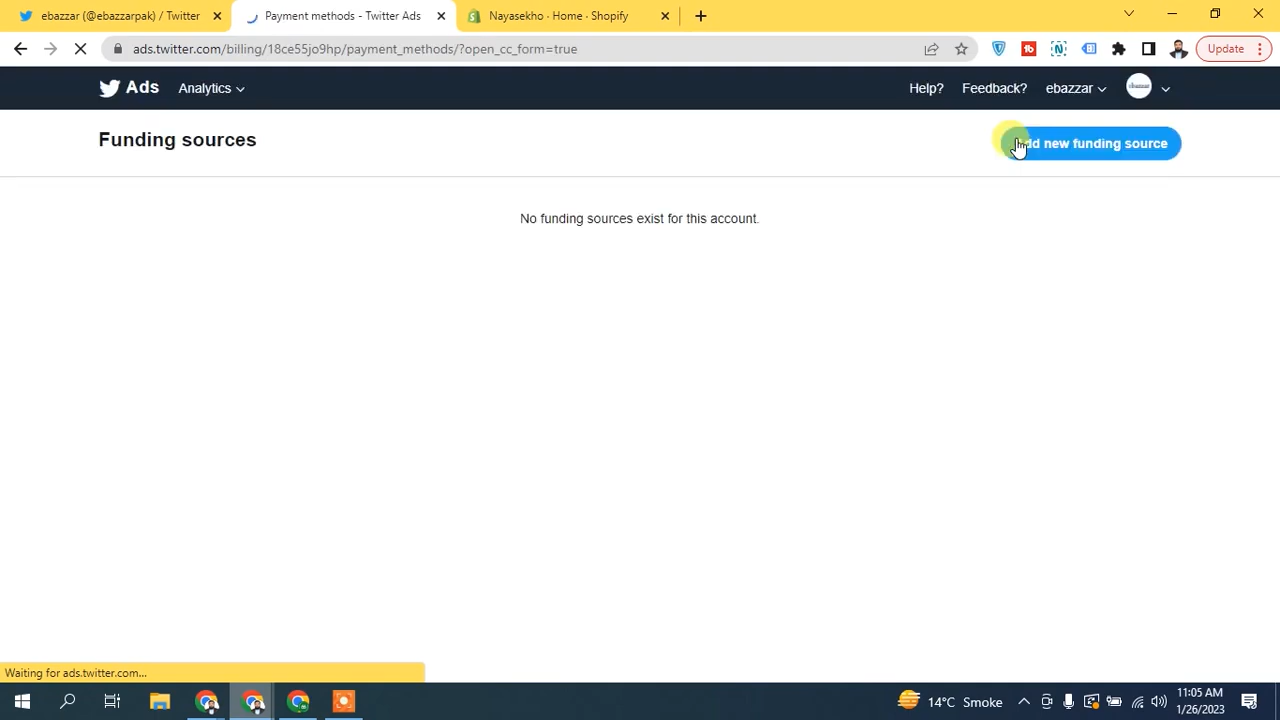 ebazzar (@ebazzarpak) / Twitter
Payment methods - Twitter Ads
Nayasekho · Home · Shopify
ads.twitter.com/billing/18ce55jo9hp/payment_methods/?open_cc_form=true
Update
Ads
Analytics
Help?
Feedback?
ebazzar
Funding sources
new funding source
No funding sources exist for this account.
Waiting for ads.twitter.com...
14°C Smoke
11:05 AM
1/26/2023